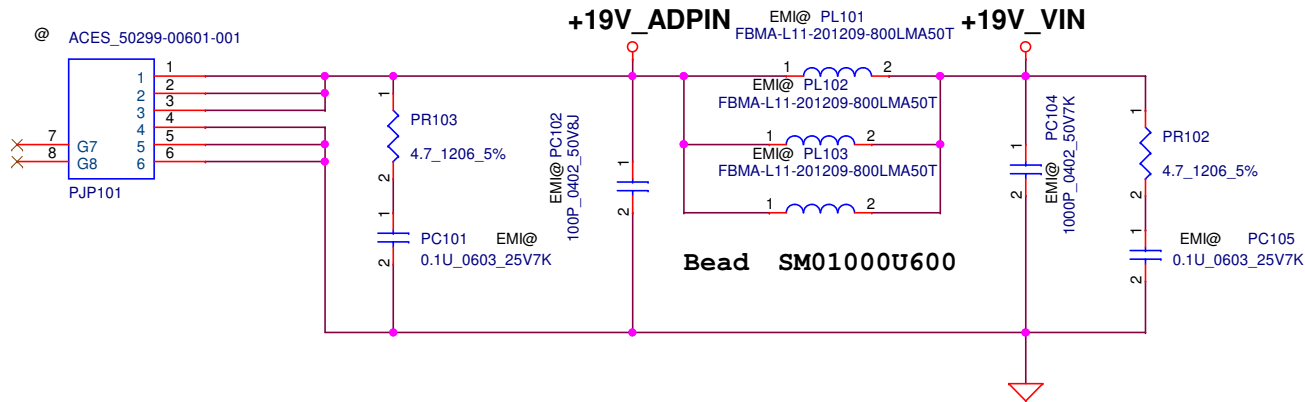 +19V_ADPIN
EMI@ PL101
FBMA-L11-201209-800LMA50T
+19V_VIN
@ ACES_50299-00601-001
1 1
2 2
3 3
4 4
5 5
6 6
7 G7
8 G8
PJP101
1
PR103
4.7_1206_5%
2
1
PC101 EMI@
0.1U_0603_25V7K
2
EMI@ PC102
100P_0402_50V8J
1
2
1 2
EMI@ PL102
FBMA-L11-201209-800LMA50T
1 2
EMI@ PL103
FBMA-L11-201209-800LMA50T
1 2
Bead SM01000U600
1
2
EMI@ PC104
1000P_0402_50V7K
1
PR102
4.7_1206_5%
2
1
EMI@ PC105
0.1U_0603_25V7K
2